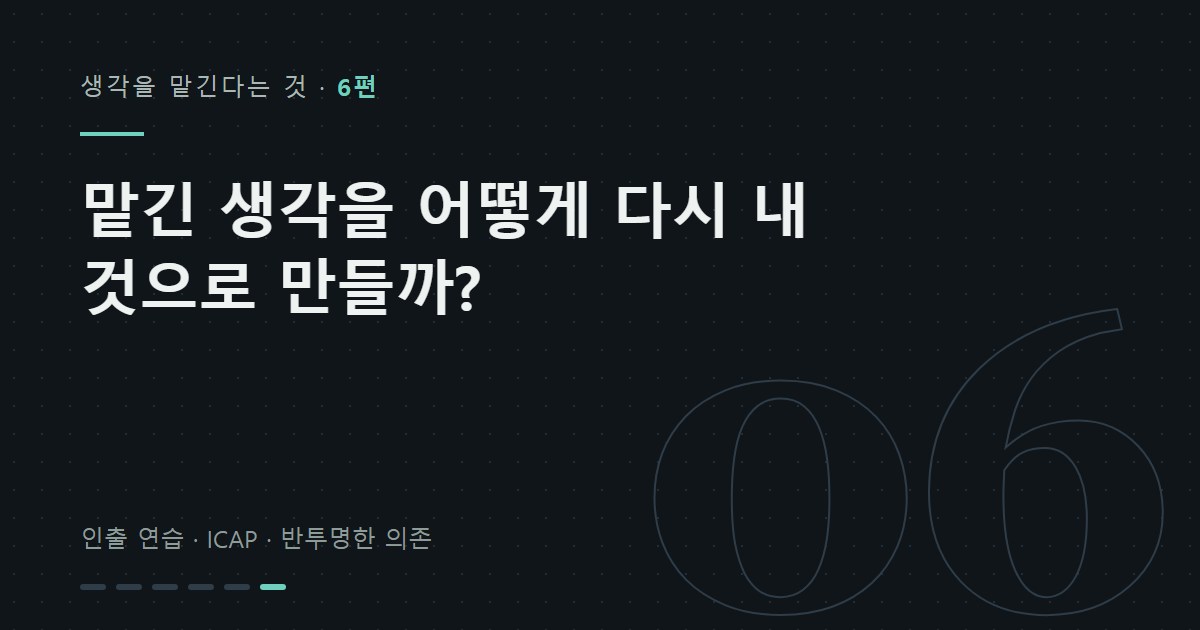 생각을 맡긴다는 것 · 6편
맡긴 생각을 어떻게 다시 내
것으로 만들까?
06
인출 연습 · ICAP · 반투명한 의존